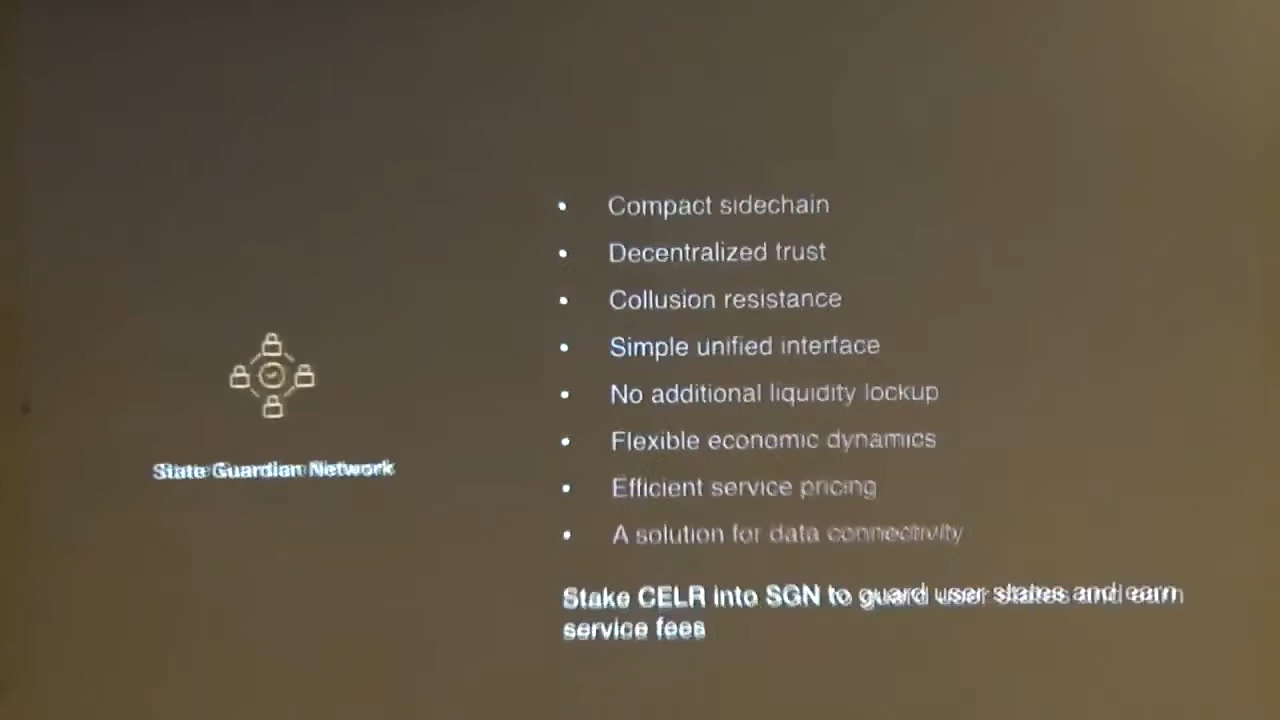 Compact sidechain
Decentralized trust
Collusion resistance
Simple unified interface
No additional liquidity lockup
State Guardian Network
Flexible economic dynamics
Efficient service pricing
A solution for data connectivity
Stake CELR into SGN to guard user states and earn
service fees